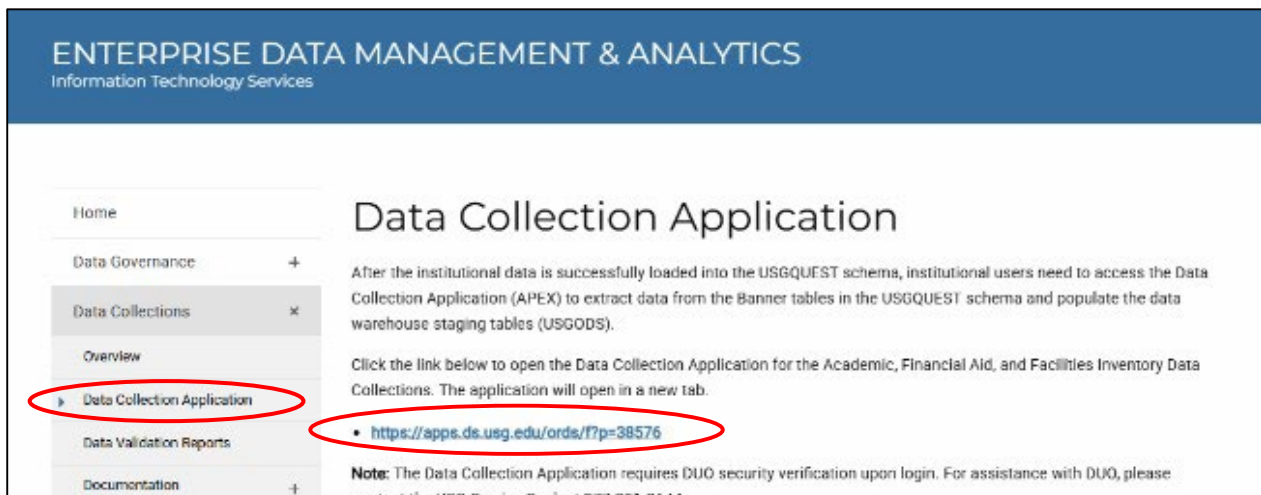 ENTERPRISE DATA MANAGEMENT & ANALYTICS
Information Technology Services
Home
Data Governance +
Data Collections ×
Overview
Data Collection Application
Data Validation Reports
Documentation +
Data Collection Application
After the institutional data is successfully loaded into the USGQUEST schema, institutional users need to access the Data
Collection Application (APEX) to extract data from the Banner tables in the USGQUEST schema and populate the data
warehouse staging tables (USGODS).
Click the link below to open the Data Collection Application for the Academic, Financial Aid, and Facilities Inventory Data
Collections. The application will open in a new tab.
• https://apps.ds.usg.edu/ords/f?p=38576
Note: The Data Collection Application requires DUO security verification upon login. For assistance with DUO, please